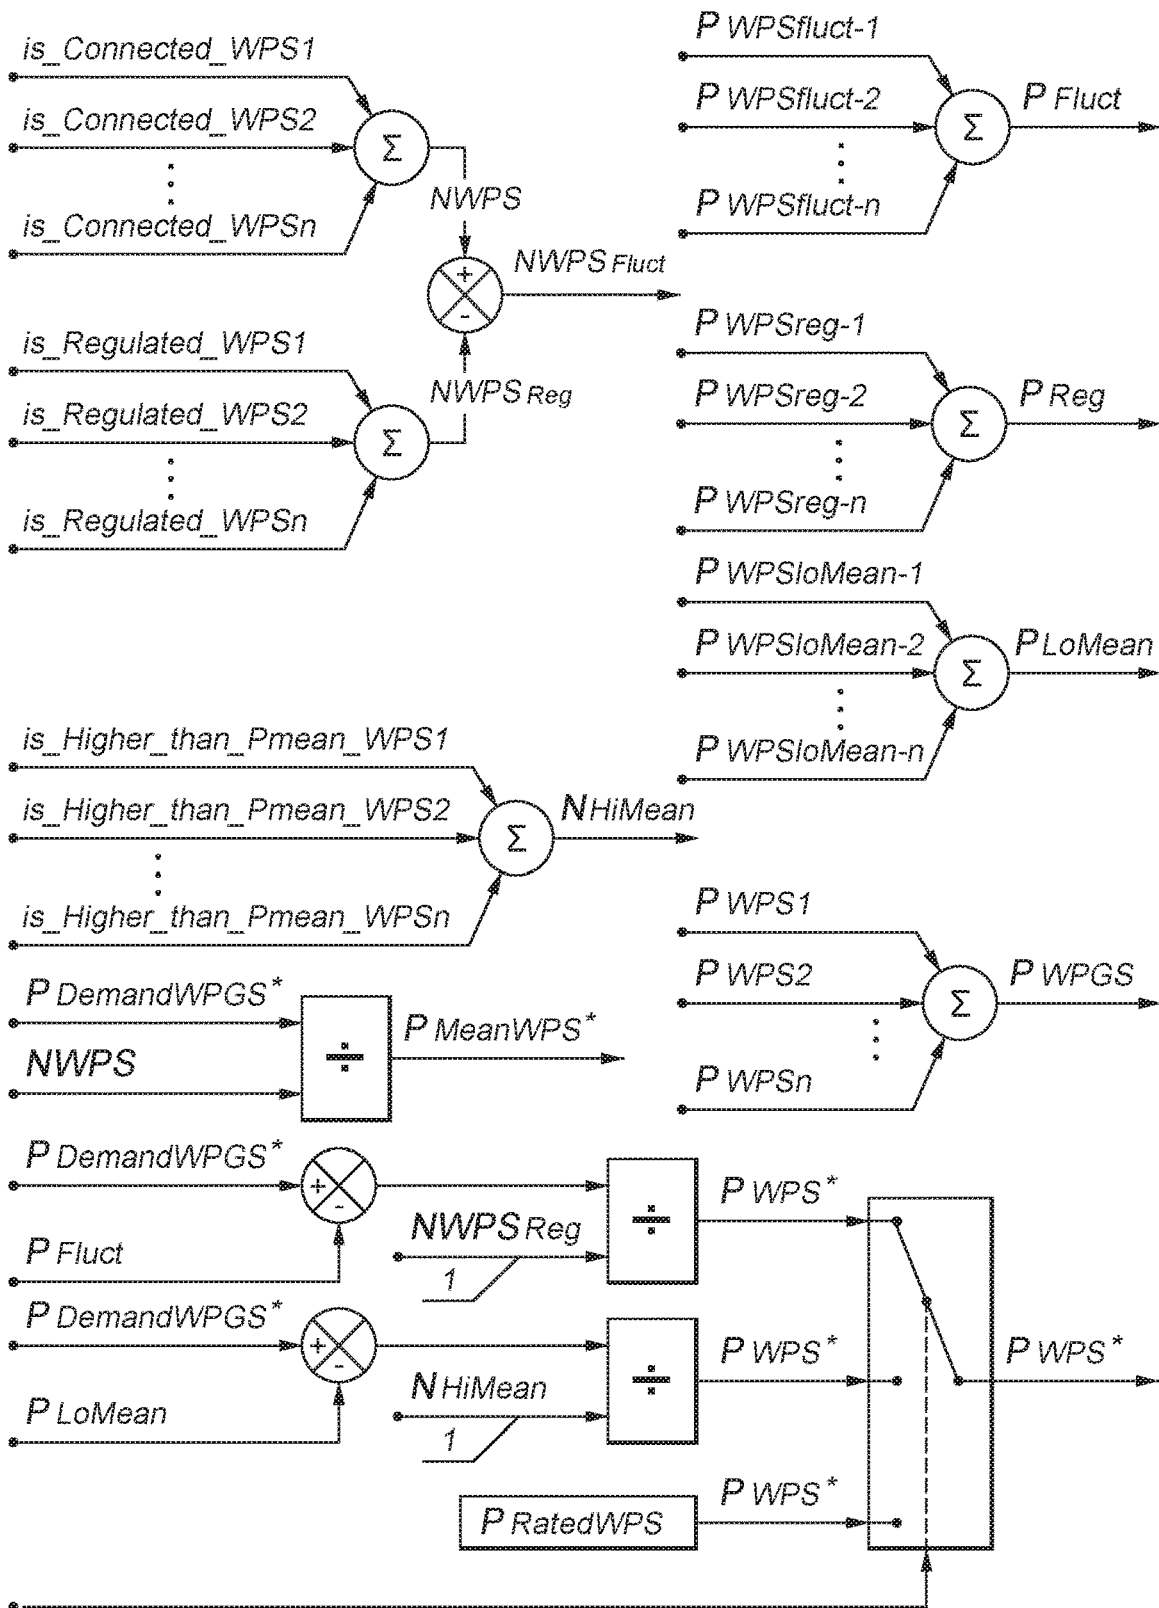 is_Connected_WPS1
is_Connected_WPS2
Σ
is_Connected_WPSn
NWPS
+
-
NWPS Fluct
is_Regulated_WPS1
NWPS Reg
is_Regulated_WPS2
Σ
is_Regulated_WPSn
P WPSfluct-1
P WPSfluct-2
Σ
P Fluct
P WPSfluct-n
P WPSreg-1
P WPSreg-2
Σ
P Reg
P WPSreg-n
P WPSloMean-1
P WPSloMean-2
Σ
P LoMean
P WPSloMean-n
is_Higher_than_Pmean_WPS1
is_Higher_than_Pmean_WPS2
Σ
N HiMean
is_Higher_than_Pmean_WPSn
P WPS1
P WPS2
Σ
P WPGS
P WPSn
P DemandWPGS*
NWPS
÷
P MeanWPS*
P DemandWPGS*
+
-
P Fluct
NWPS Reg
1
÷
P WPS*
P DemandWPGS*
+
-
P LoMean
N HiMean
1
÷
P WPS*
P WPS*
P RatedWPS
P WPS*